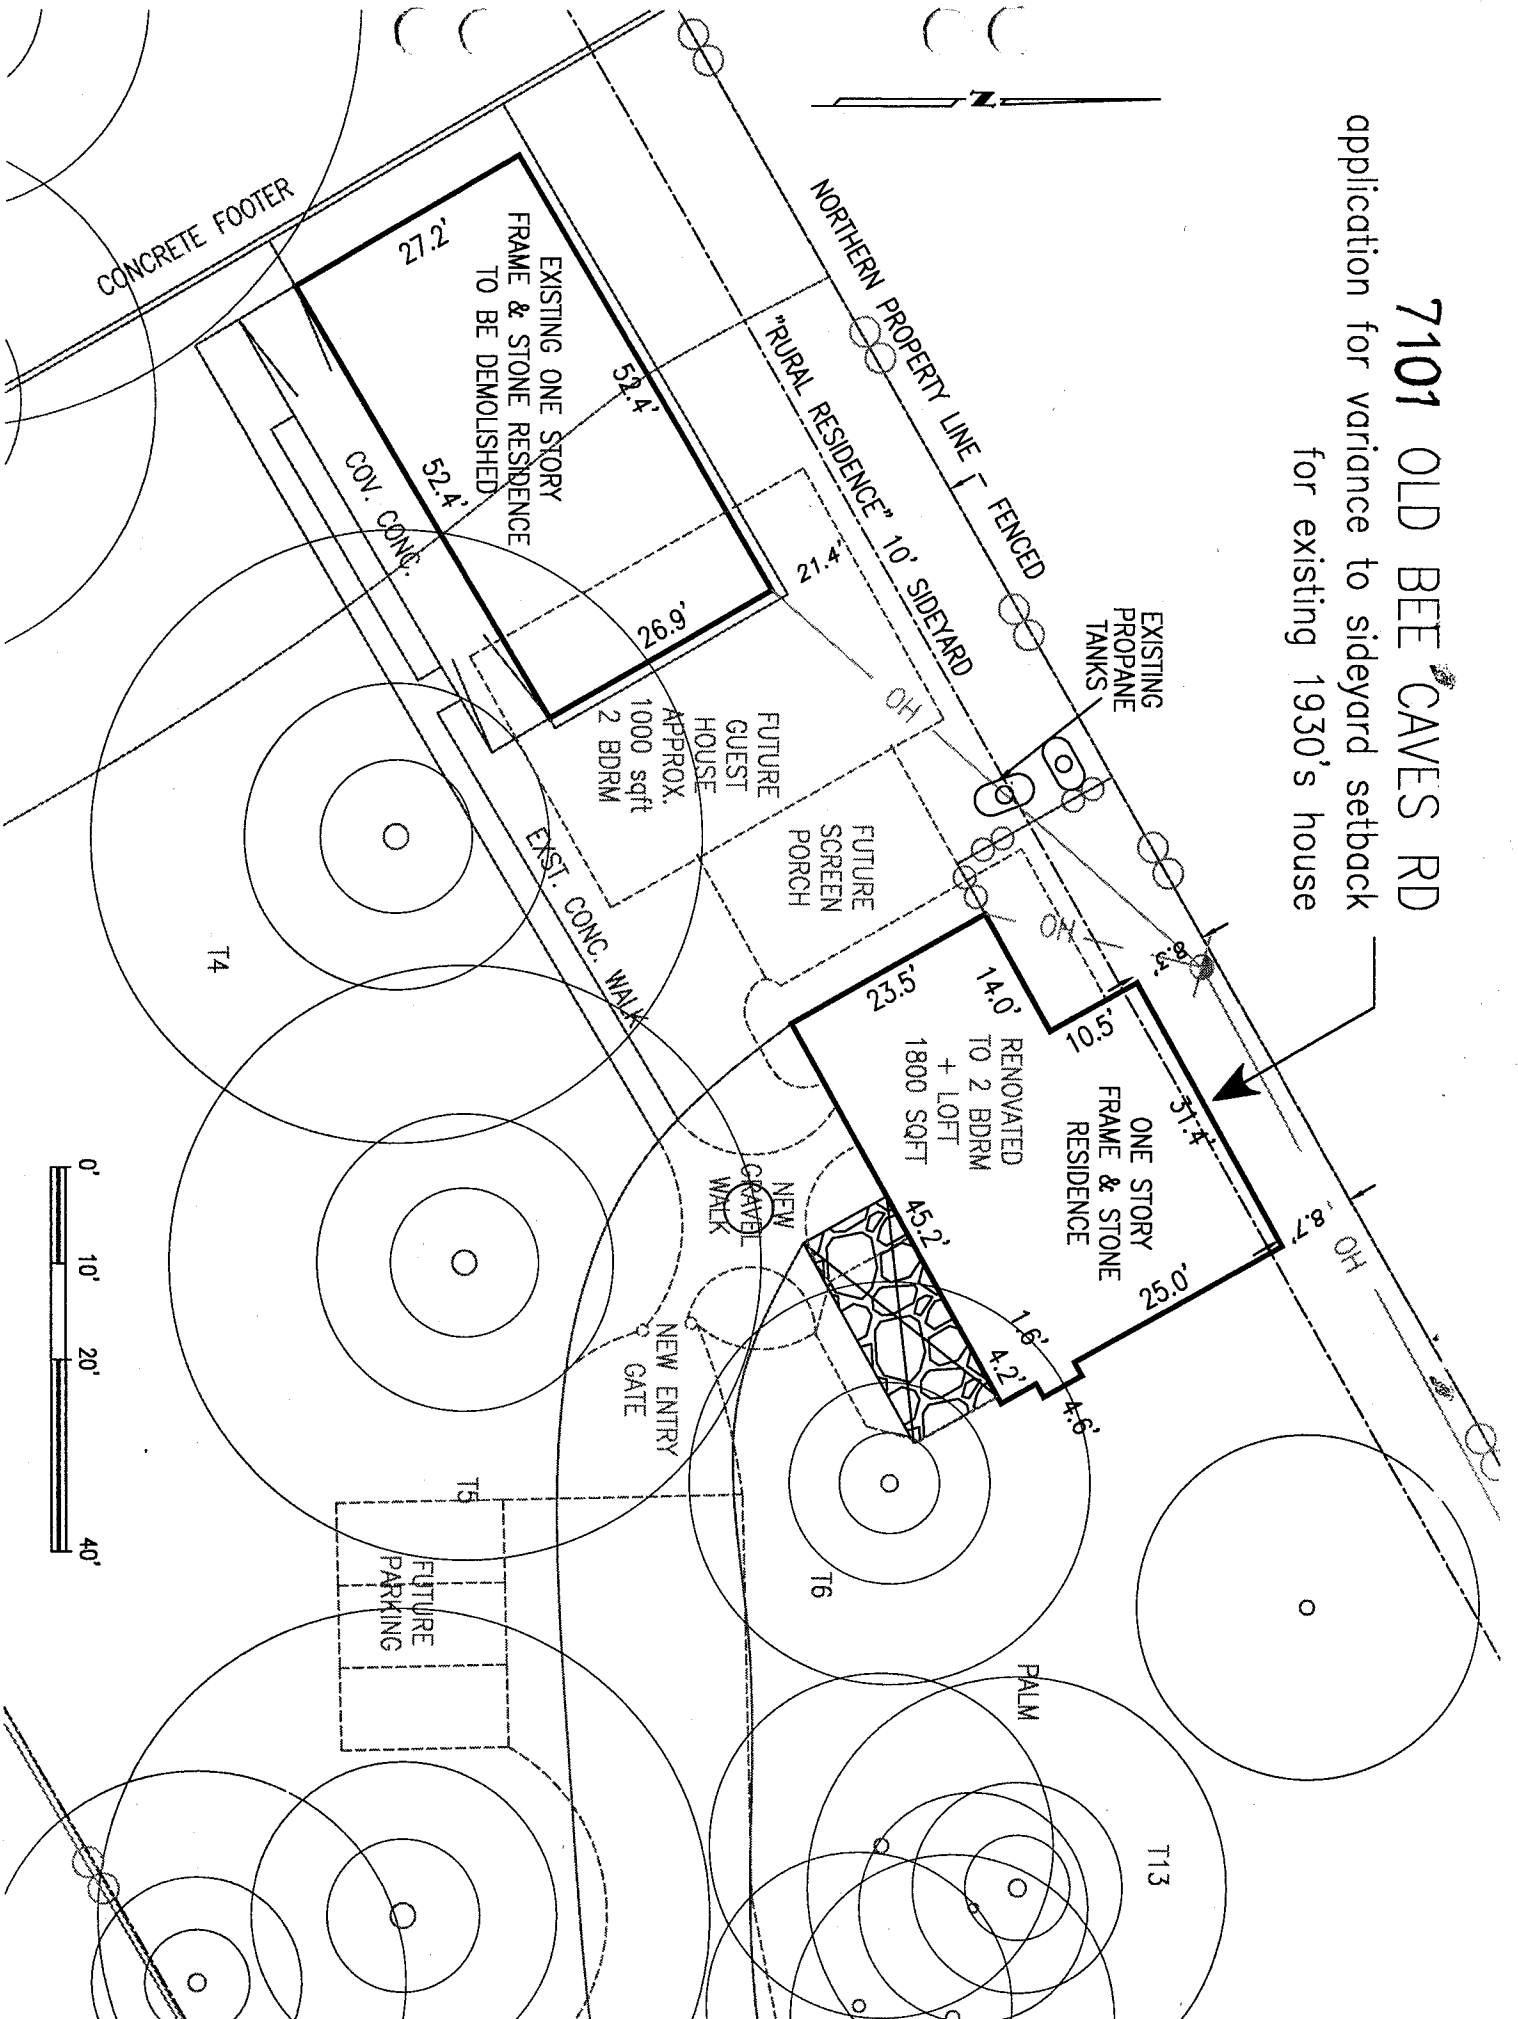 7101 OLD BEE CAVES RD
application for variance to sideyard setback
for existing 1930's house
N
NORTHERN PROPERTY LINE - FENCED
"RURAL RESIDENCE" 10' SIDEYARD
EXISTING
PROPANE
TANKS
CONCRETE FOOTER
27.2'
EXISTING ONE STORY
FRAME & STONE RESIDENCE
TO BE DEMOLISHED
52.4'
52.4'
COV. CONC.
21.4'
26.9'
OH
FUTURE
GUEST
HOUSE
APPROX.
1000 sqft
2 BDRM
FUTURE
SCREEN
PORCH
EXST. CONC. WALK
T4
OH
8.3'
23.5'
14.0'
10.5'
31.4'
RENOVATED
TO 2 BDRM
+ LOFT
1800 SQFT
ONE STORY
FRAME & STONE
RESIDENCE
8.7'
OH
45.2'
25.0'
1.6'
4.2'
4.6'
NEW
GRAVEL
WALK
NEW ENTRY
GATE
T5
T6
FUTURE
PARKING
PALM
T13
0'
10'
20'
40'